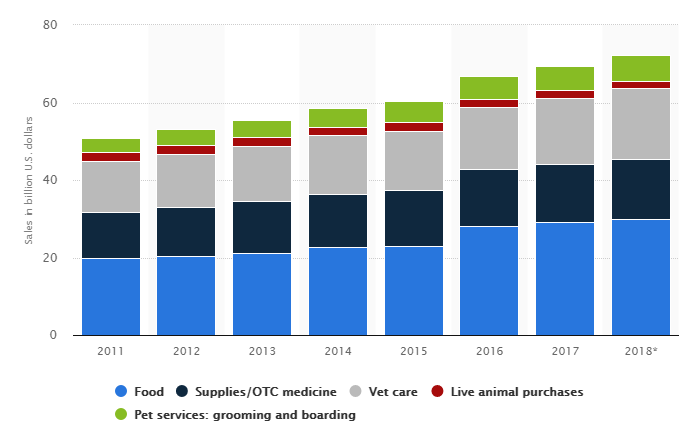 80
60
40
20
0
Sales in billion U.S. dollars
2011 2012 2013 2014 2015 2016 2017 2018*
Food Supplies/OTC medicine Vet care Live animal purchases
Pet services: grooming and boarding